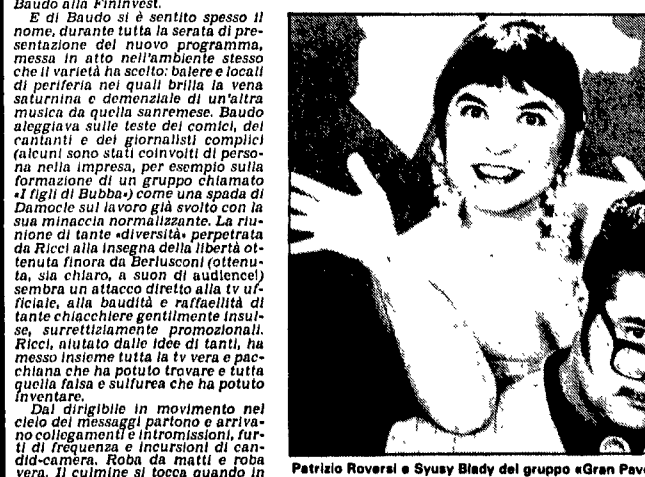 Baudo alla Fininvest.
E di Baudo si è sentito spesso il
nome, durante tutta la serata di pre-
sentazione del nuovo programma,
messa in atto nell'ambiente stesso
che il varietà ha scelto: balere e locali
di periferia nei quali brilla la vena
saturnina e demenziale di un'altra
musica da quella sanremese. Baudo
aleggiava sulle teste dei comici, dei
cantanti e dei giornalisti complici
(alcuni sono stati coinvolti di perso-
na nella impresa, per esempio sulla
formazione di un gruppo chiamato
«I figli di Bubba») come una spada di
Damocle sul lavoro già svolto con la
sua minaccia normalizzante. La riu-
nione di tante «diversità» perpetrata
da Ricci alla insegna della libertà ot-
tenuta finora da Berlusconi (ottenu-
ta, sia chiaro, a suon di audience!)
sembra un attacco diretto alla tv uf-
ficiale, alla baudità e raffaellità di
tante chiacchiere gentilmente insul-
se, surrettiziamente promozionali.
Ricci, aiutato dalle idee di tanti, ha
messo insieme tutta la tv vera e pac-
chiana che ha potuto trovare e tutta
quella falsa e sulfurea che ha potuto
inventare.
Dal dirigibile in movimento nel
cielo dei messaggi partono e arriva-
no collegamenti e intromissioni, fur-
ti di frequenza e incursioni di can-
did-camera. Roba da matti e roba
vera. Il culmine si tocca quando in
Patrizio Roversi e Syusy Blady del gruppo «Gran Pave